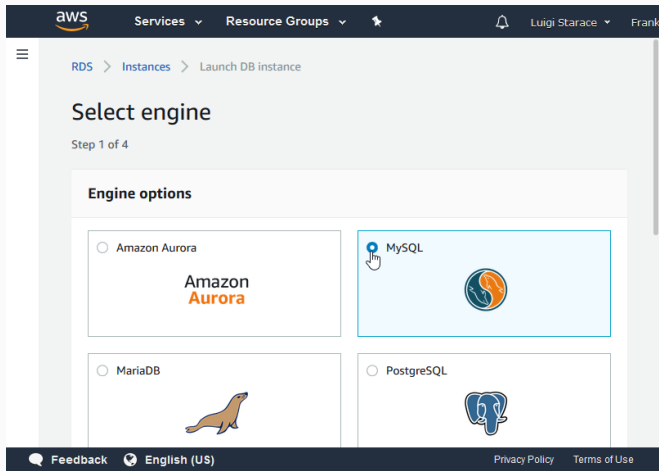 aws Services Resource Groups Luigi Starace Frank
RDS > Instances > Launch DB instance
Select engine
Step 1 of 4
Engine options
Amazon Aurora
Amazon
Aurora
MySQL
MariaDB
PostgreSQL
Feedback English (US) Privacy Policy Terms of Use